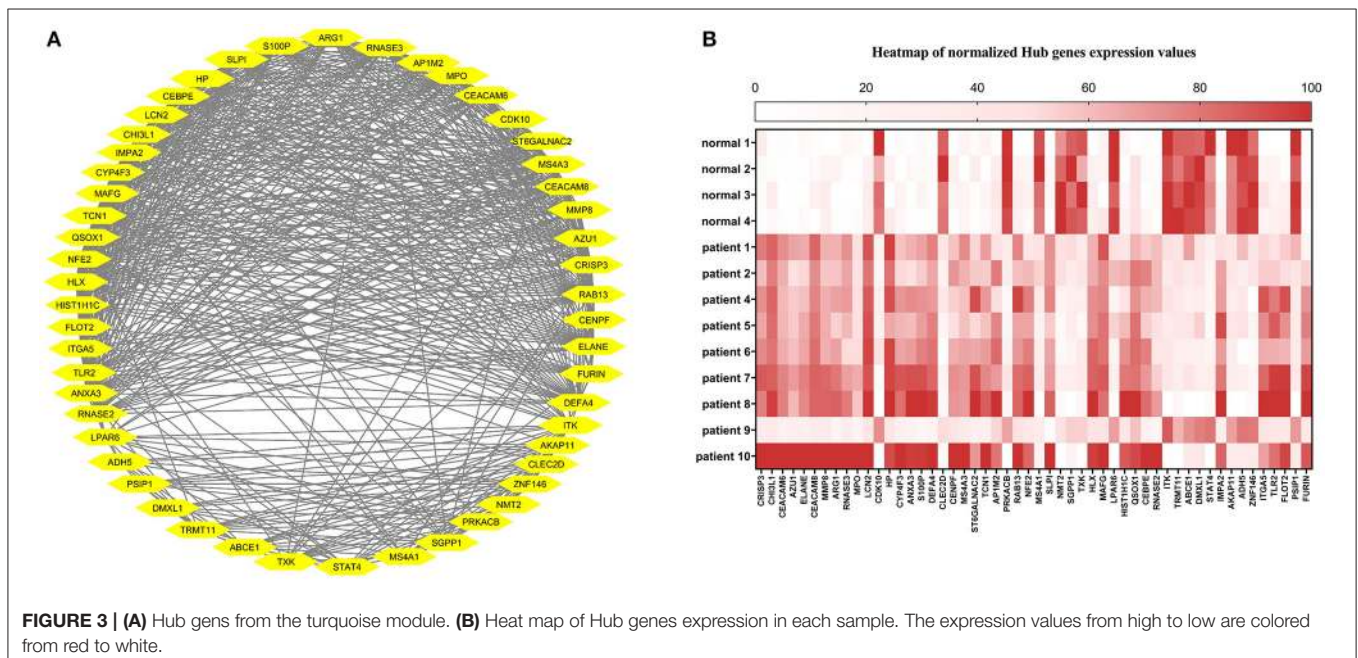 A
ARG1
S100P
RNASE3
SLPI
AP1M2
HP
MPO
CEBPE
CEACAM6
LCN2
CDK10
CHI3L1
ST6GALNAC2
IMPA2
MS4A3
CYP4F3
CEACAM8
MAFG
MMP8
TCN1
AZU1
QSOX1
CRISP3
NFE2
RAB13
HLX
CENPF
HIST1H1C
ELANE
FLOT2
FURIN
ITGA5
DEFA4
TLR2
ITK
ANXA3
AKAP11
RNASE2
CLEC2D
LPAR6
ZNF146
ADH5
NMT2
PSIP1
PRKACB
DMXL1
SGPP1
TRMT11
MS4A1
ABCE1
STAT4
TXK
B
Heatmap of normalized Hub genes expression values
0 20 40 60 80 100
normal 1
normal 2
normal 3
normal 4
patient 1
patient 2
patient 4
patient 5
patient 6
patient 7
patient 8
patient 9
patient 10
CRISP3
CHI3L1
CEACAM6
AZU1
ELANE
CEACAM8
MMP8
ARG1
RNASE3
MPO
LCN2
CDK10
HP
CYP4F3
ANXA3
S100P
DEFA4
CLEC2D
CENPF
MS4A3
ST6GALNAC2
TCN1
AP1M2
PRKACB
RAB13
NFE2
MS4A1
SLPI
NMT2
SGPP1
TXK
HLX
MAFG
LPAR6
HIST1H1C
QSOX1
CEBPE
RNASE2
ITK
TRMT11
ABCE1
DMXL1
STAT4
IMPA2
AKAP11
ADH5
ZNF146
ITGA5
TLR2
FLOT2
PSIP1
FURIN
FIGURE 3 | (A) Hub gens from the turquoise module. (B) Heat map of Hub genes expression in each sample. The expression values from high to low are colored
from red to white.